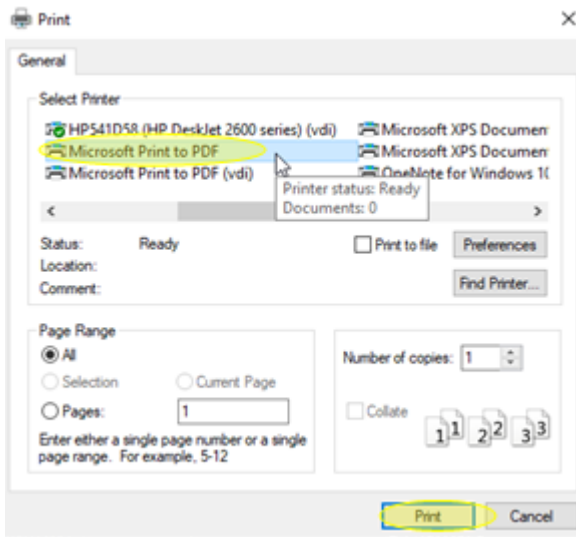 Print
General
Select Printer
HP541D58 (HP DeskJet 2600 series) (vdi)
Microsoft XPS Documen
Microsoft Print to PDF
Microsoft XPS Documen
Microsoft Print to PDF (vdi)
OneNote for Windows 10
Printer status: Ready
Documents: 0
Status: Ready
Print to file
Preferences
Location:
Comment:
Find Printer...
Page Range
All
Selection
Current Page
Pages: 1
Enter either a single page number or a single
page range. For example, 5-12
Number of copies: 1
Collate
1 1 2 2 3 3
Print
Cancel